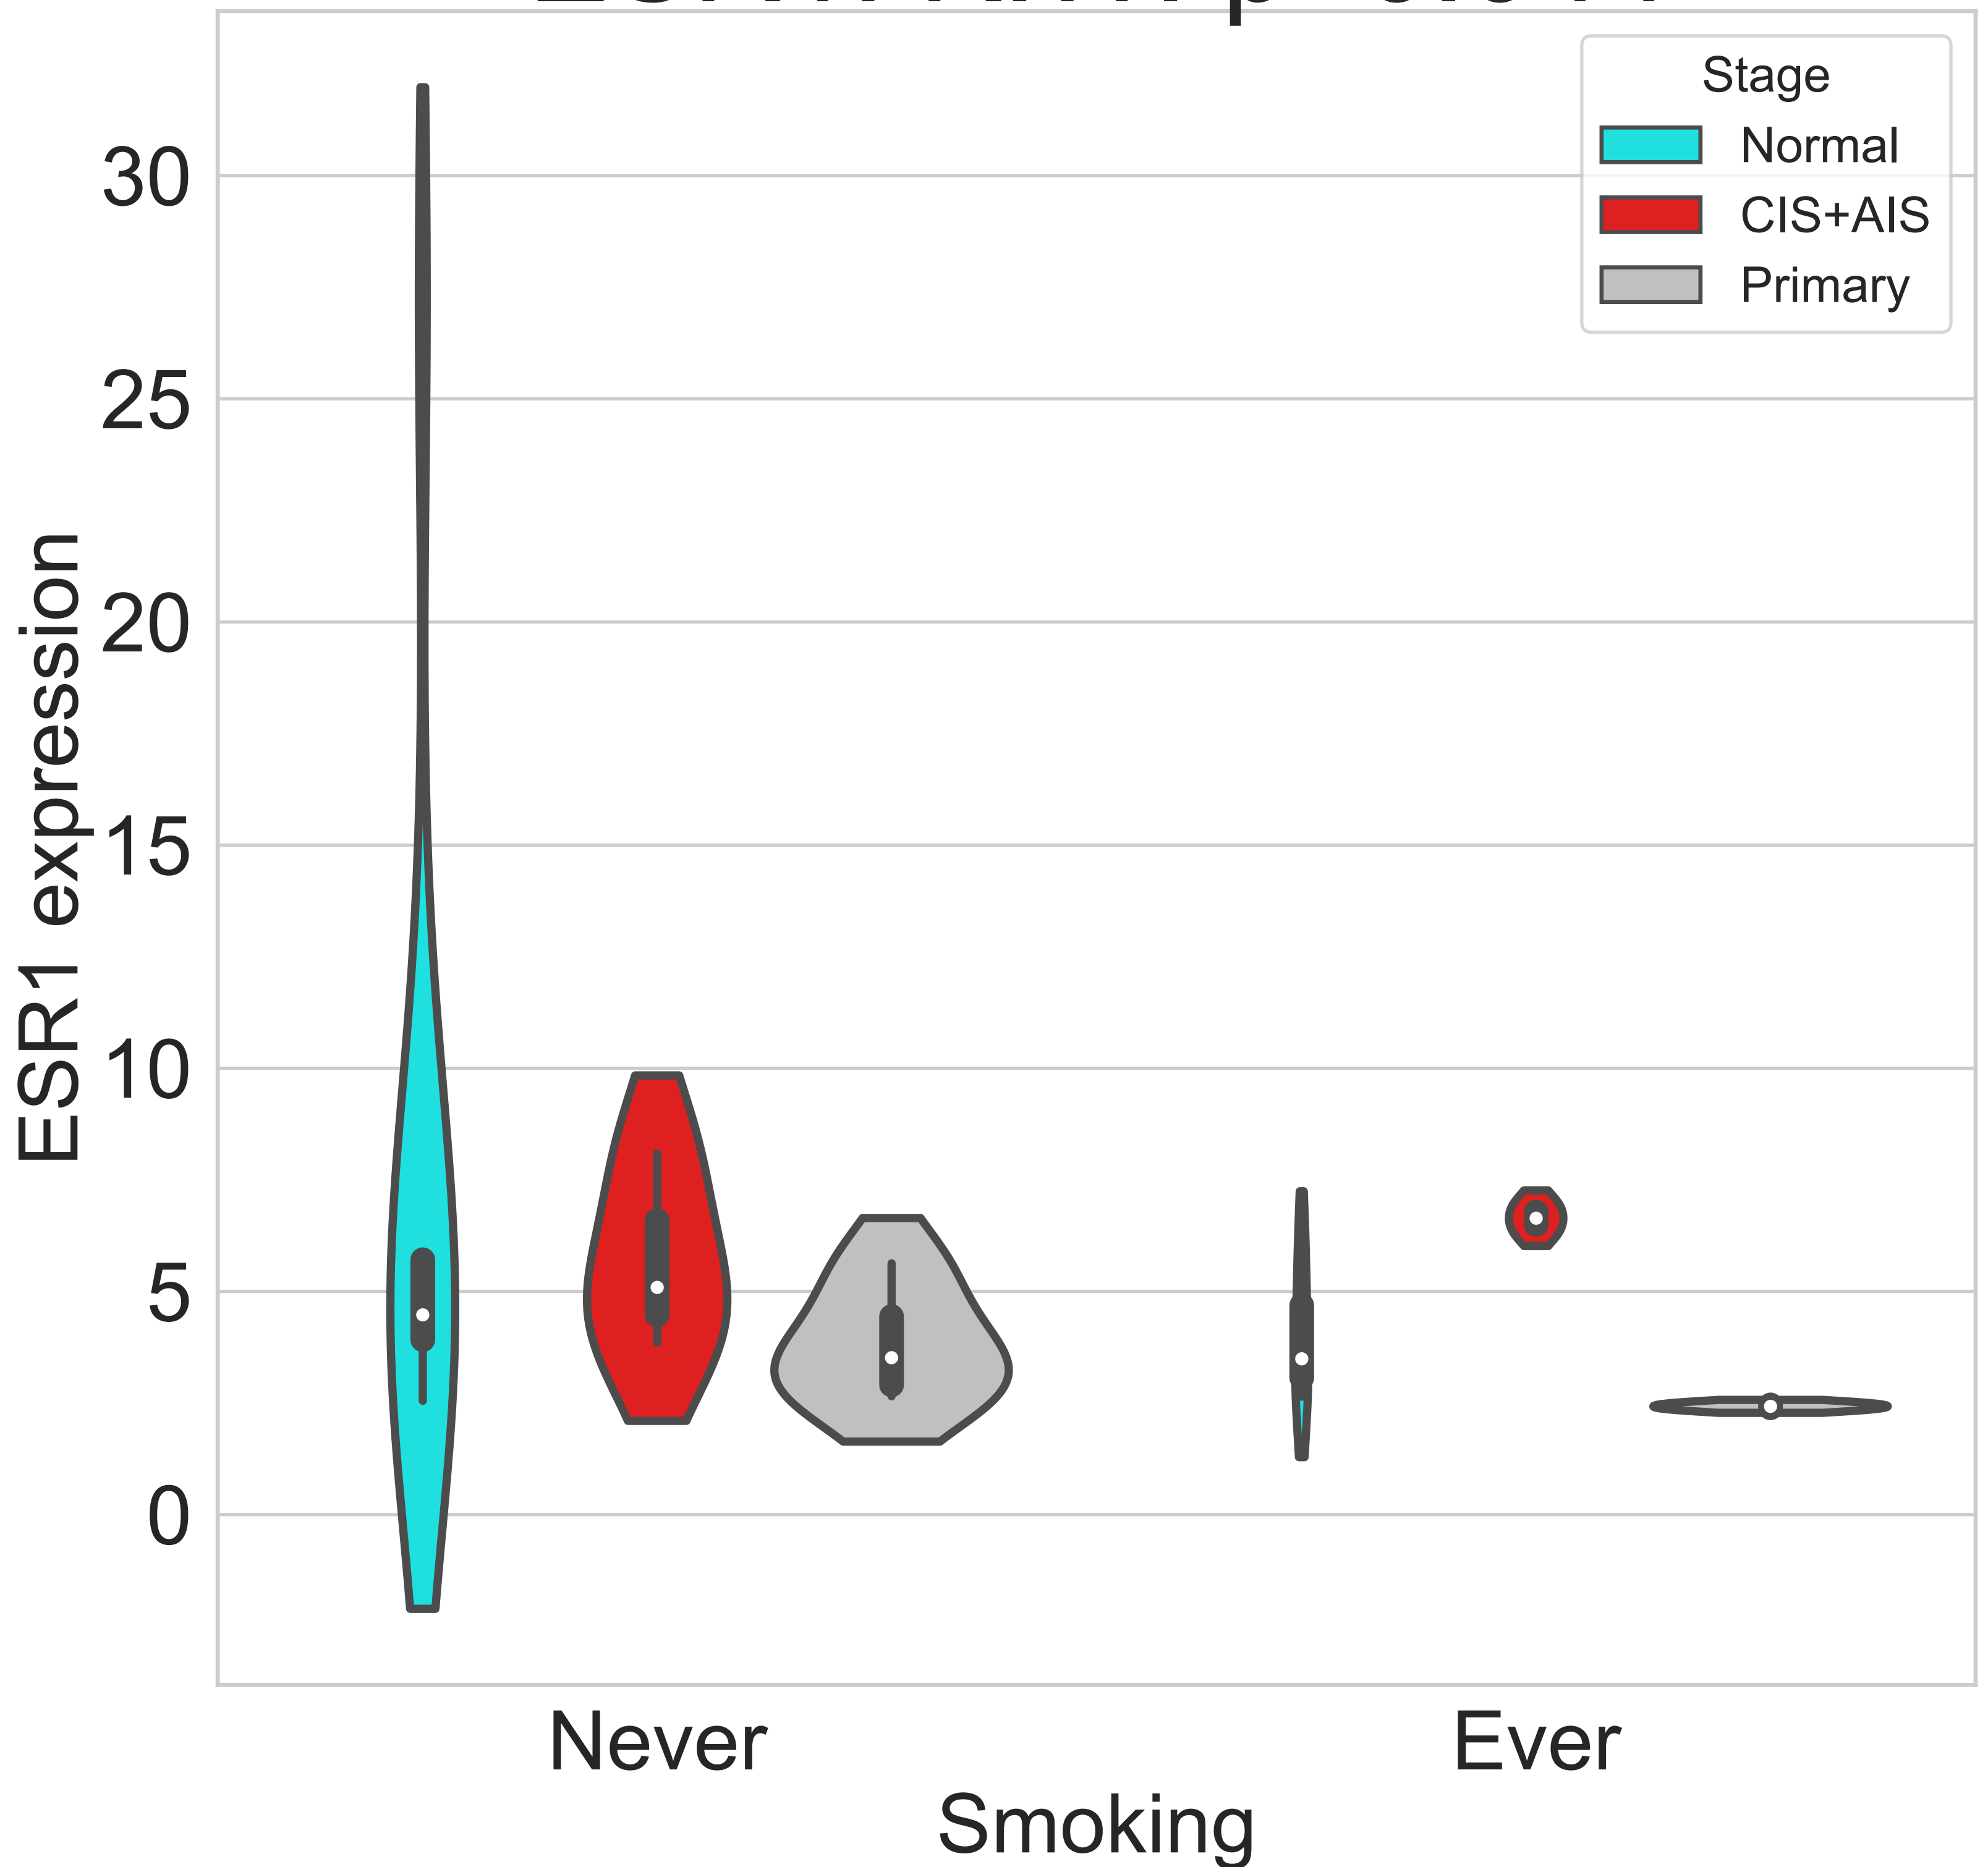 Stage
Normal
CIS+AIS
Primary
30
25
20
15
10
5
0
ESR1 expression
Never
Ever
Smoking